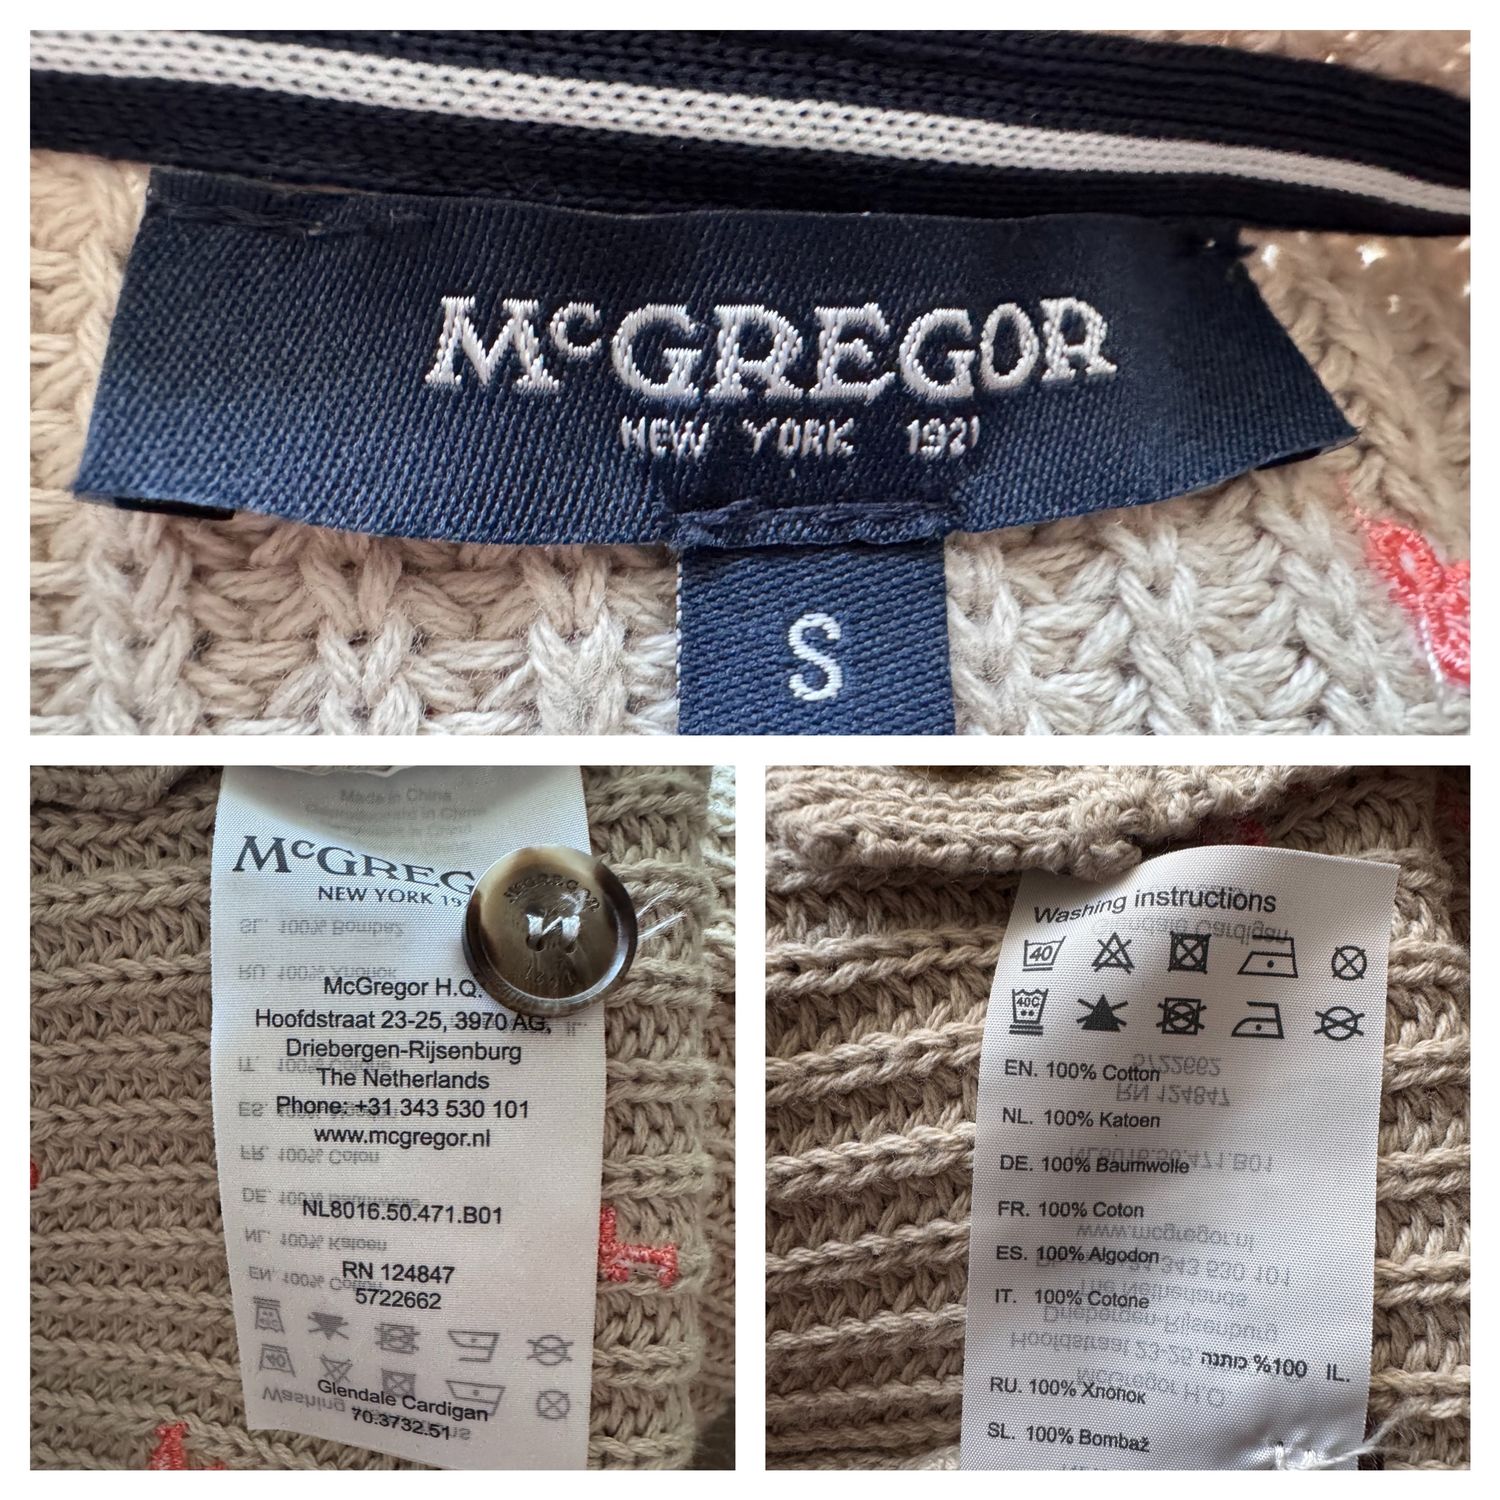 McGREGOR
NEW YORK 1921
S
Made in China
McGREG
NEW YORK 19
McGREGOR
1921
McGregor H.Q.
Hoofdstraat 23-25, 3970 AG,
Driebergen-Rijsenburg
The Netherlands
Phone: +31 343 530 101
www.mcgregor.nl
NL8016.50.471.B01
RN 124847
5722662
Glendale Cardigan
70.3732.51
Washing instructions
40
40C
EN. 100% Cotton
NL. 100% Katoen
DE. 100% Baumwolle
FR. 100% Coton
ES. 100% Algodon
IT. 100% Cotone
100% כותנה IL.
RU. 100% Хлопок
SL. 100% Bombaž